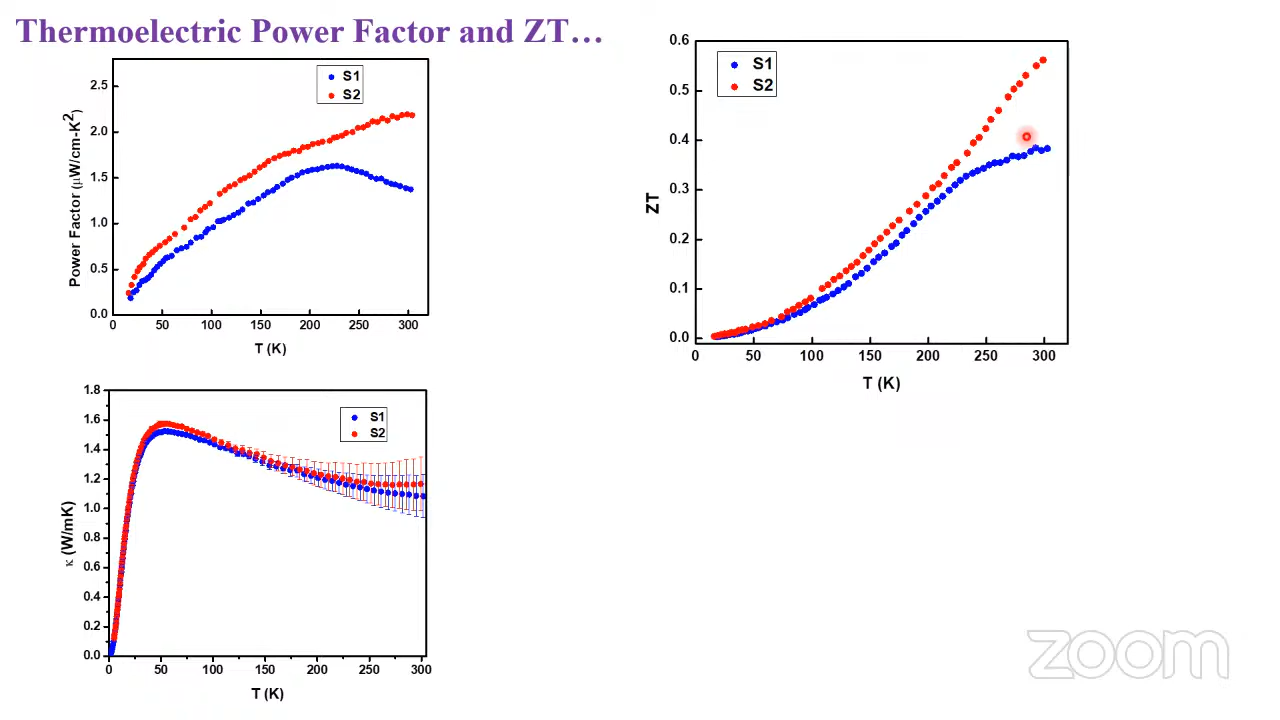 Thermoelectric Power Factor and ZT…
S1
S2
2.5
2.0
1.5
1.0
0.5
0.0
Power Factor (μW/cm-K2)
0 50 100 150 200 250 300
T (K)
S1
S2
0.6
0.5
0.4
0.3
0.2
0.1
0.0
ZT
0 50 100 150 200 250 300
T (K)
S1
S2
1.8
1.6
1.4
1.2
1.0
0.8
0.6
0.4
0.2
0.0
κ (W/mK)
0 50 100 150 200 250 300
T (K)
zoom